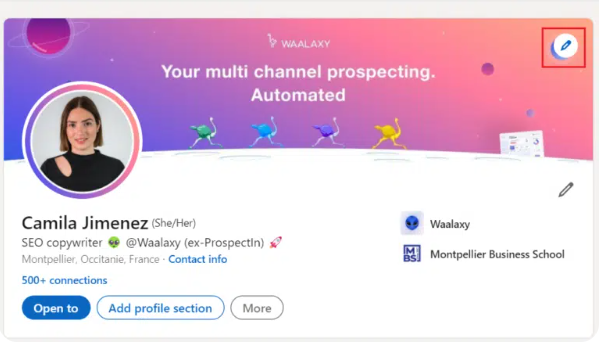 WAALAXY
Your multi channel prospecting.
Automated
Camila Jimenez (She/Her)
SEO copywriter 👽 @Waalaxy (ex-ProspectIn) 🚀
Montpellier, Occitanie, France · Contact info
500+ connections
Open to
Add profile section
More
Waalaxy
MBS
Montpellier Business School